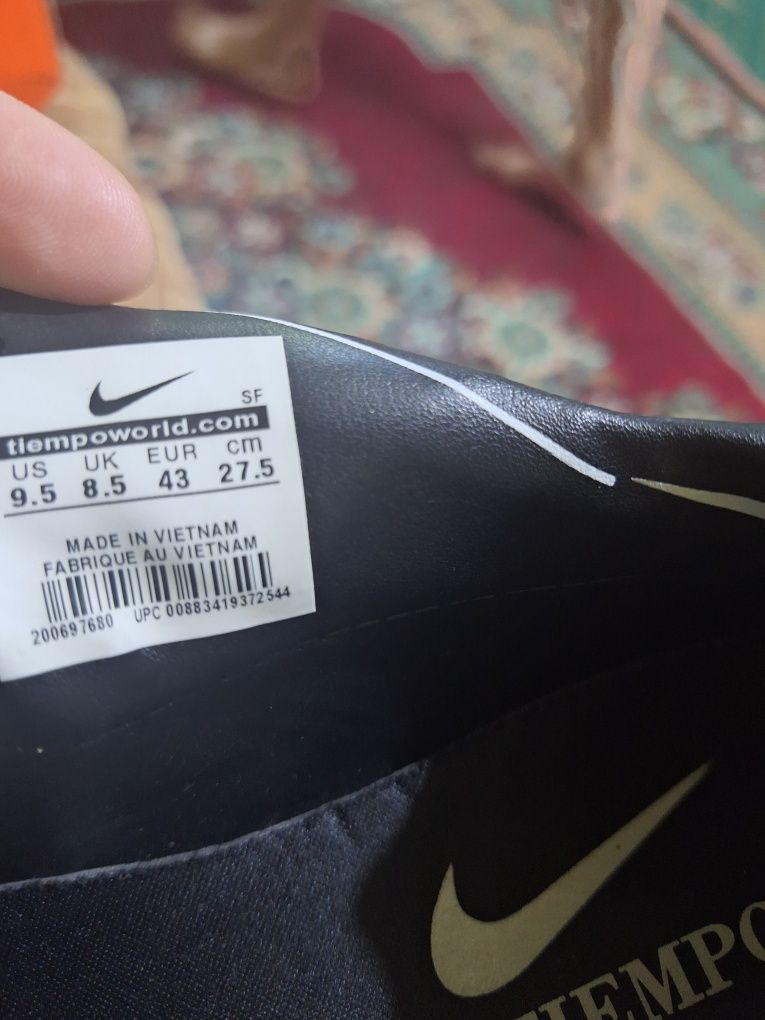 SF
tiempoworld.com
US UK EUR cm
9.5 8.5 43 27.5
MADE IN VIETNAM
FABRIQUE AU VIETNAM
200697680 UPC 00883419372544
TIEMPO